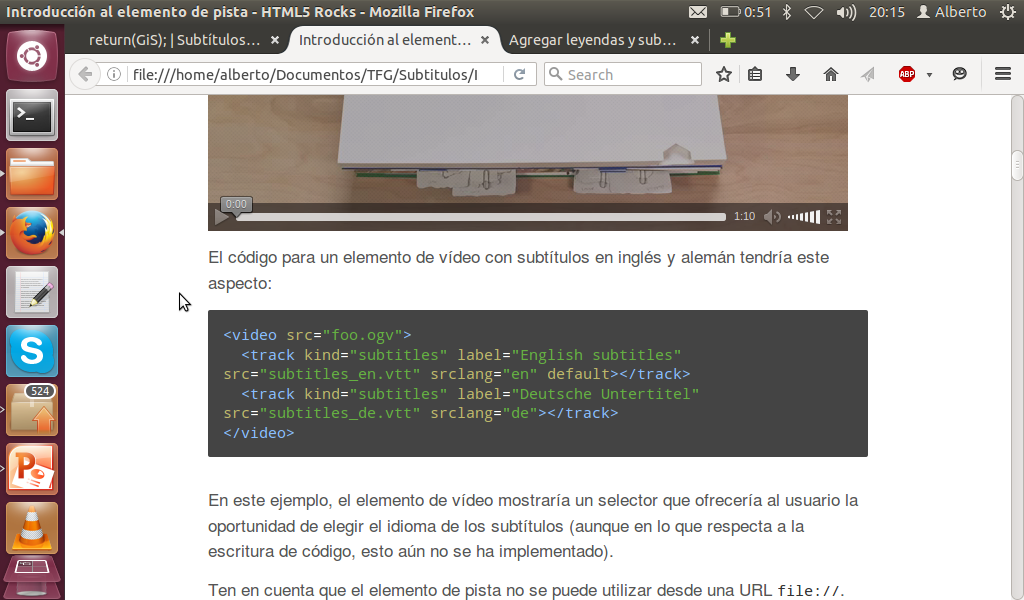 Introducción al elemento de pista - HTML5 Rocks - Mozilla Firefox
0:51
20:15
Alberto
return(GiS); | Subtítulos...
Introducción al element...
Agregar leyendas y sub...
file:///home/alberto/Documentos/TFG/Subtitulos/I
Search
ABP
0:00
1:10
El código para un elemento de vídeo con subtítulos en inglés y alemán tendría este
aspecto:
<video src="foo.ogv">
<track kind="subtitles" label="English subtitles"
src="subtitles_en.vtt" srclang="en" default></track>
<track kind="subtitles" label="Deutsche Untertitel"
src="subtitles_de.vtt" srclang="de"></track>
</video>
En este ejemplo, el elemento de vídeo mostraría un selector que ofrecería al usuario la
oportunidad de elegir el idioma de los subtítulos (aunque en lo que respecta a la
escritura de código, esto aún no se ha implementado).
Ten en cuenta que el elemento de pista no se puede utilizar desde una URL file://.
>_
S
524
P